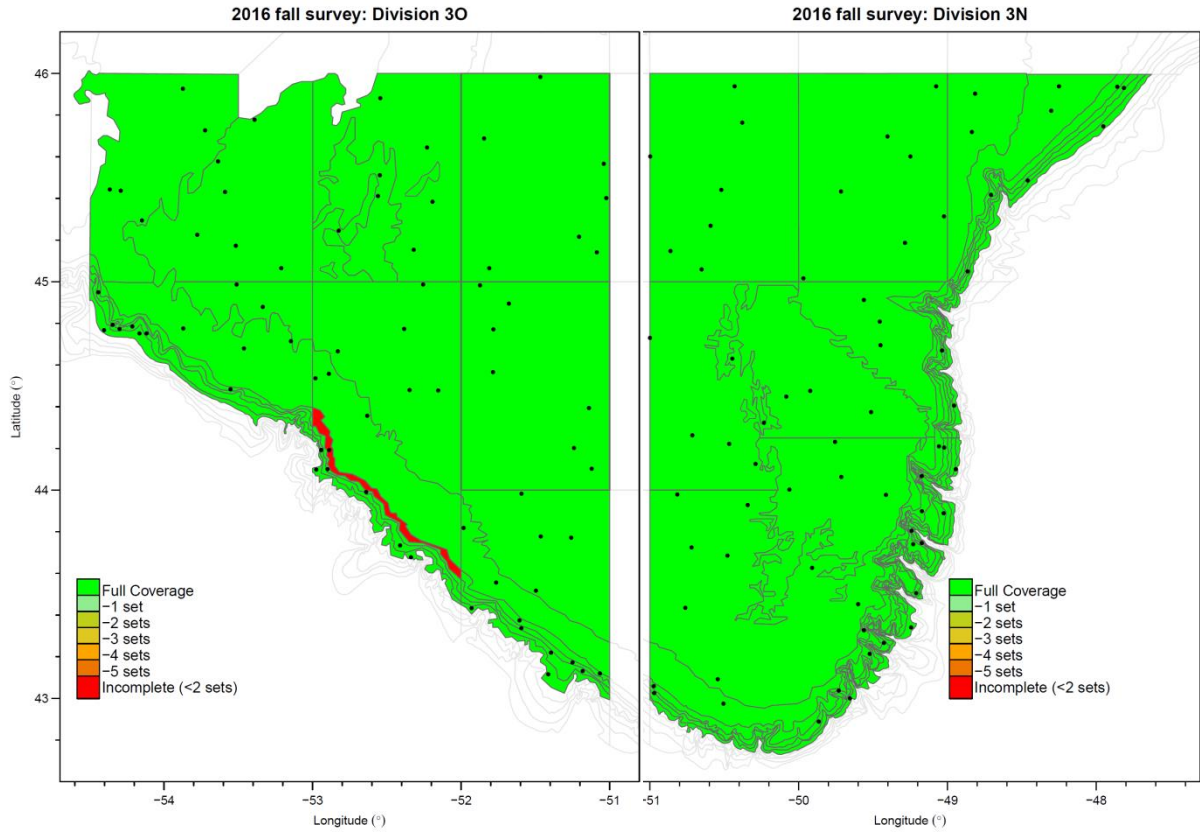 2016 fall survey: Division 3O
46
45
44
43
Latitude (°)
Full Coverage
−1 set
−2 sets
−3 sets
−4 sets
−5 sets
Incomplete (<2 sets)
−54
−53
−52
−51
Longitude (°)
2016 fall survey: Division 3N
Full Coverage
−1 set
−2 sets
−3 sets
−4 sets
−5 sets
Incomplete (<2 sets)
−51
−50
−49
−48
Longitude (°)